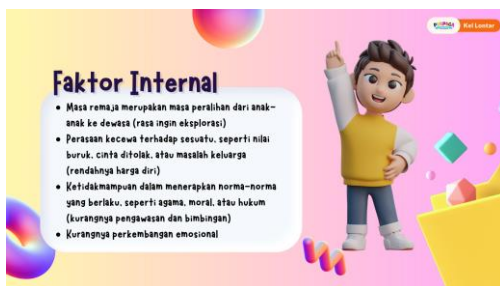 Kel Lontar
Faktor Internal
• Masa remaja merupakan masa peralihan dari anak-
anak ke dewasa (rasa ingin eksplorasi)
• Perasaan kecewa terhadap sesuatu, seperti nilai
buruk, cinta ditolak, atau masalah keluarga
(rendahnya harga diri)
• Ketidakmampuan dalam menerapkan norma-norma
yang berlaku, seperti agama, moral, atau hukum
(kurangnya pengawasan dan bimbingan)
• Kurangnya perkembangan emosional